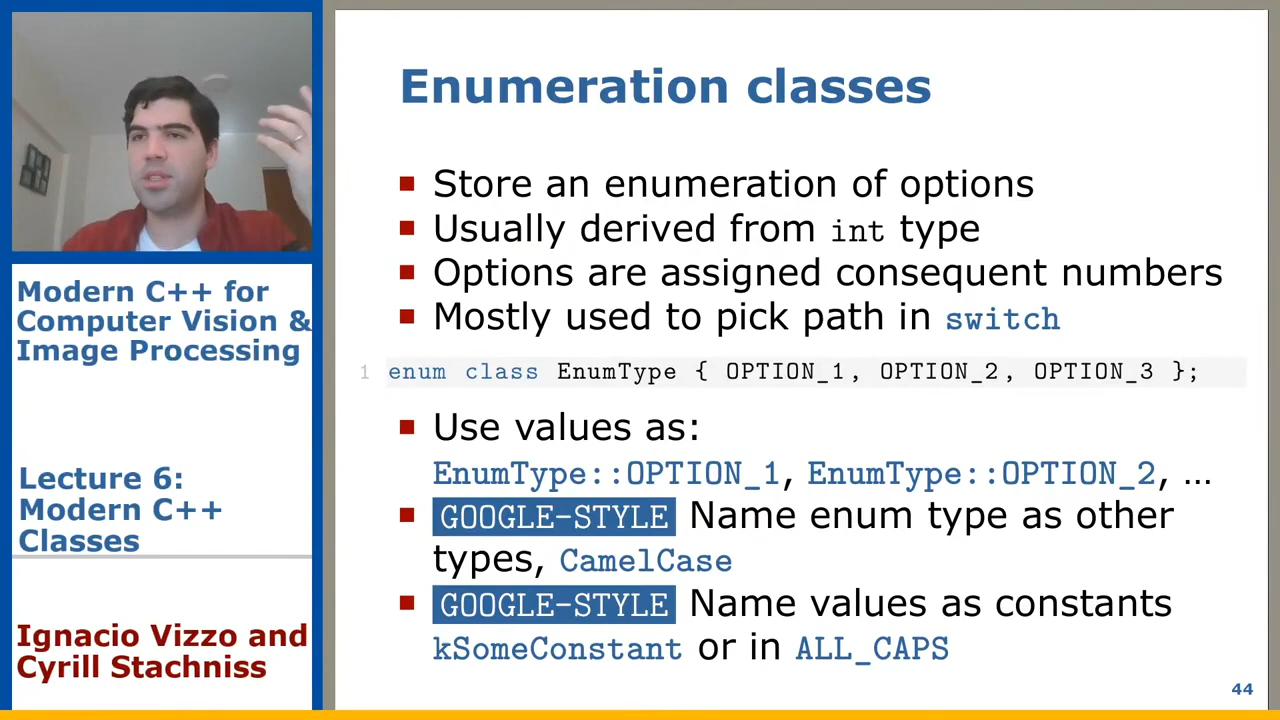 Modern C++ for
Computer Vision &
Image Processing
Lecture 6:
Modern C++
Classes
Ignacio Vizzo and
Cyrill Stachniss
Enumeration classes
Store an enumeration of options
Usually derived from int type
Options are assigned consequent numbers
Mostly used to pick path in switch
1 enum class EnumType { OPTION_1, OPTION_2, OPTION_3 };
Use values as:
EnumType::OPTION_1, EnumType::OPTION_2, …
GOOGLE-STYLE Name enum type as other
types, CamelCase
GOOGLE-STYLE Name values as constants
kSomeConstant or in ALL_CAPS
44